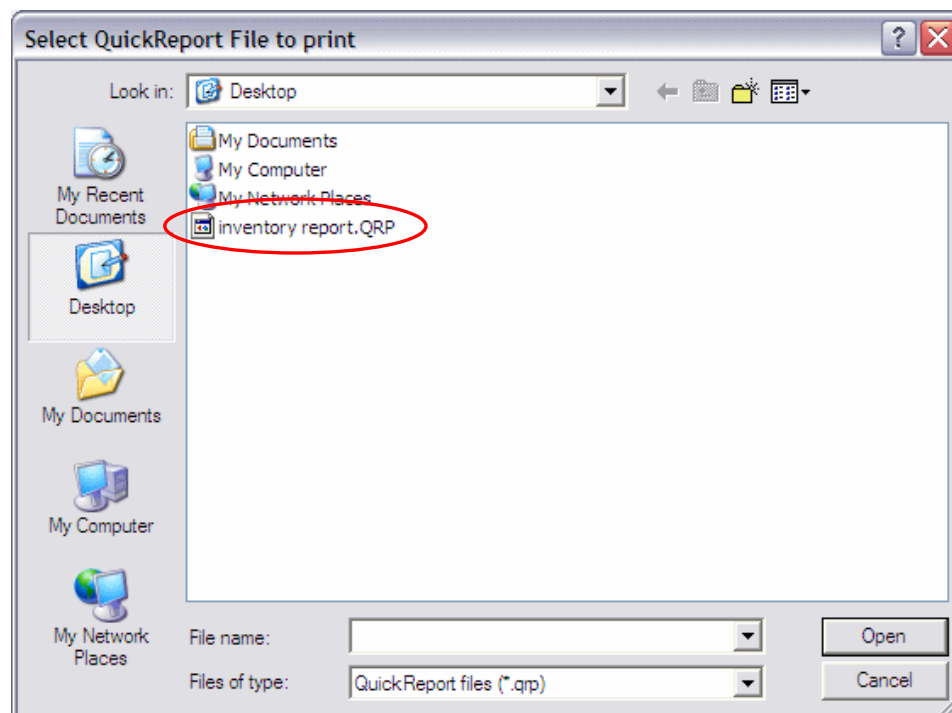 Select QuickReport File to print
Look in: Desktop
My Documents
My Computer
My Network Places
inventory report.QRP
My Recent
Documents
Desktop
My Documents
My Computer
My Network
Places
File name:
Open
Files of type: QuickReport files (*.qrp)
Cancel